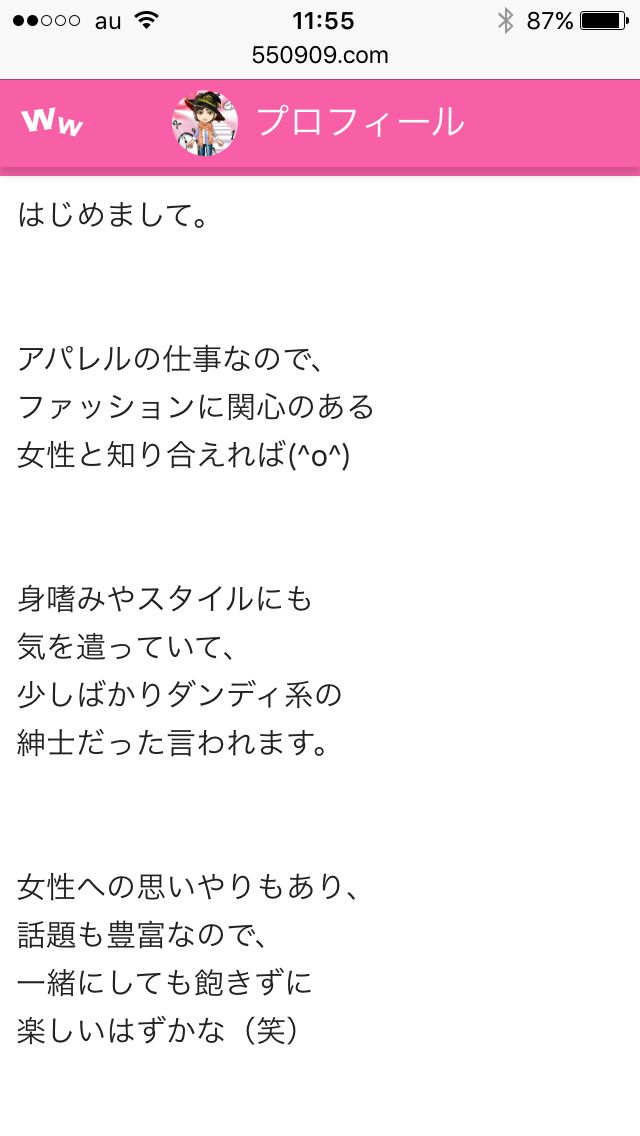 au 11:55 87%
550909.com
WW プロフィール
はじめまして。
アパレルの仕事なので、
ファッションに関心のある
女性と知り合えれば(^o^)
身嗜みやスタイルにも
気を遣っていて、
少しばかりダンディ系の
紳士だった言われます。
女性への思いやりもあり、
話題も豊富なので、
一緒にしても飽きずに
楽しいはずかな（笑）